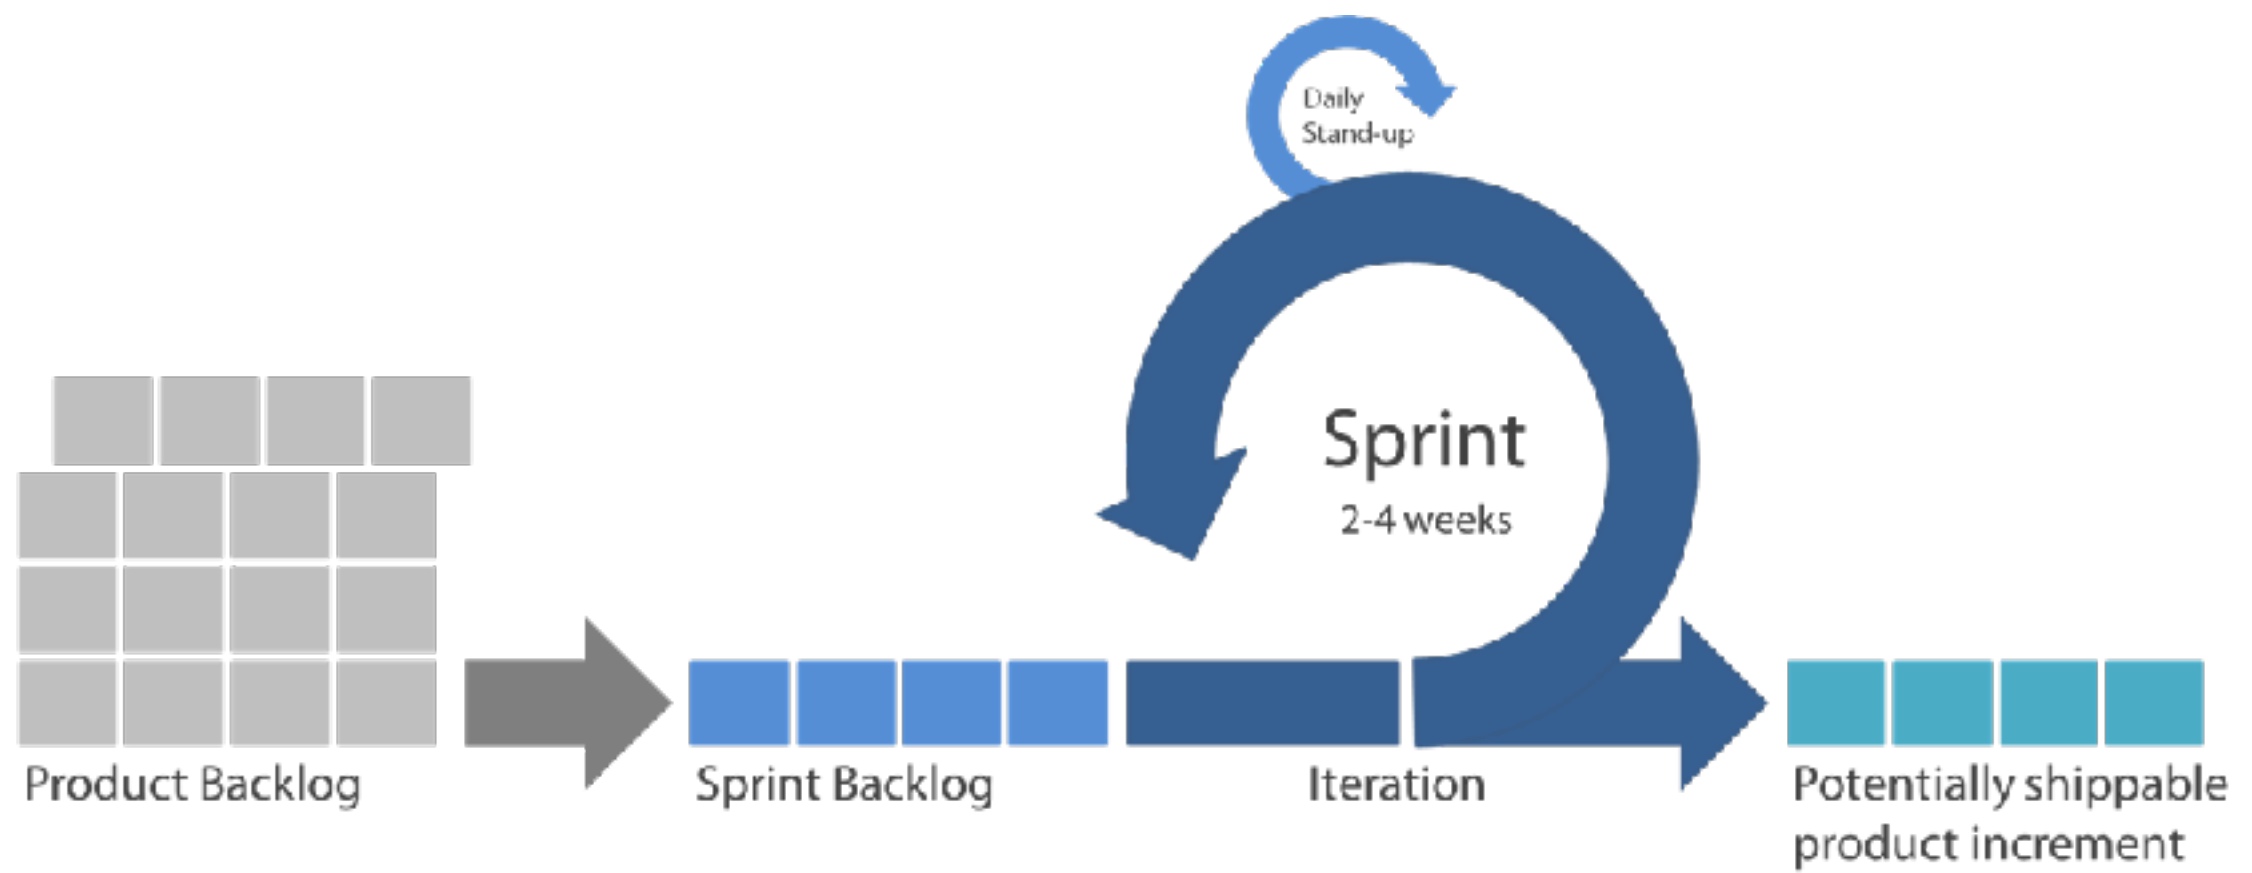 Daily
Stand-up
Sprint
2-4 weeks
Product Backlog
Sprint Backlog
Iteration
Potentially shippable
product increment